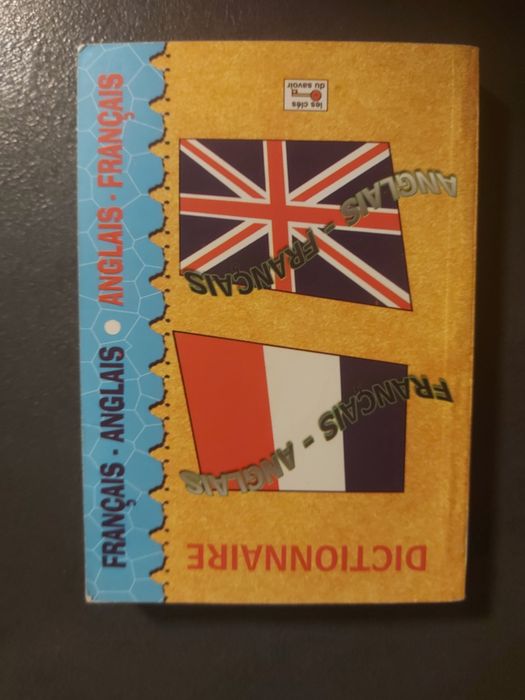 DICTIONNAIRE
FRANÇAIS - ANGLAIS
ANGLAIS - FRANÇAIS
les clés
du savoir
FRANÇAIS - ANGLAIS • ANGLAIS - FRANÇAIS